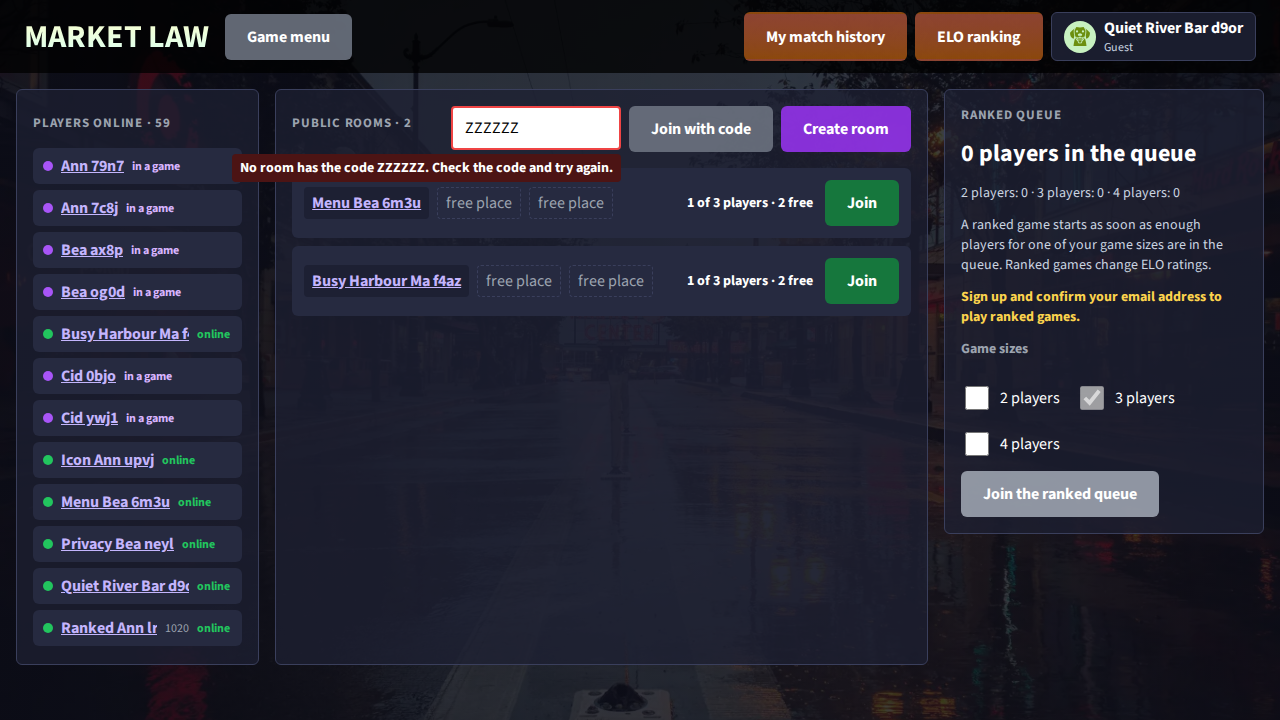 MARKET LAW
Game menu
My match history
ELO ranking
Quiet River Bar d9or
Guest
PLAYERS ONLINE · 59
Ann 79n7 in a game
Ann 7c8j in a game
Bea ax8p in a game
Bea og0d in a game
Busy Harbour Ma f online
Cid 0bjo in a game
Cid ywj1 in a game
Icon Ann upvj online
Menu Bea 6m3u online
Privacy Bea neyl online
Quiet River Bar d9 online
Ranked Ann 1020 online
PUBLIC ROOMS · 2
ZZZZZZ
Join with code
Create room
No room has the code ZZZZZZ. Check the code and try again.
Menu Bea 6m3u free place free place 1 of 3 players · 2 free Join
Busy Harbour Ma f4az free place free place 1 of 3 players · 2 free Join
RANKED QUEUE
0 players in the queue
2 players: 0 · 3 players: 0 · 4 players: 0
A ranked game starts as soon as enough
players for one of your game sizes are in the
queue. Ranked games change ELO ratings.
Sign up and confirm your email address to
play ranked games.
Game sizes
2 players 3 players
4 players
Join the ranked queue